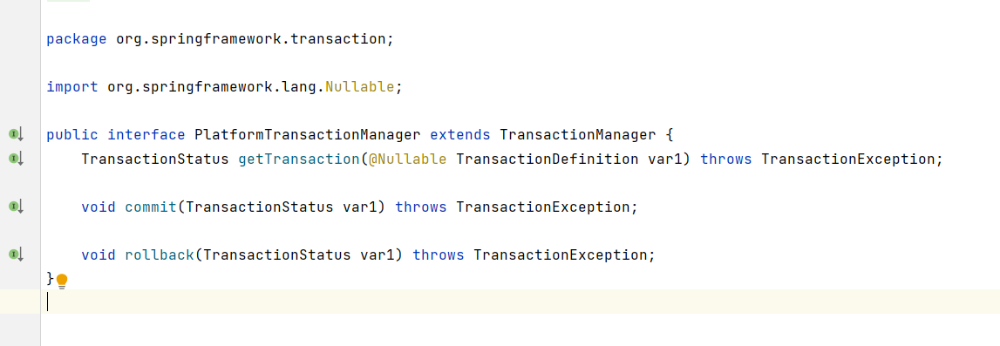 package org.springframework.transaction;
import org.springframework.lang.Nullable;
public interface PlatformTransactionManager extends TransactionManager {
TransactionStatus getTransaction(@Nullable TransactionDefinition var1) throws TransactionException;
void commit(TransactionStatus var1) throws TransactionException;
void rollback(TransactionStatus var1) throws TransactionException;
}